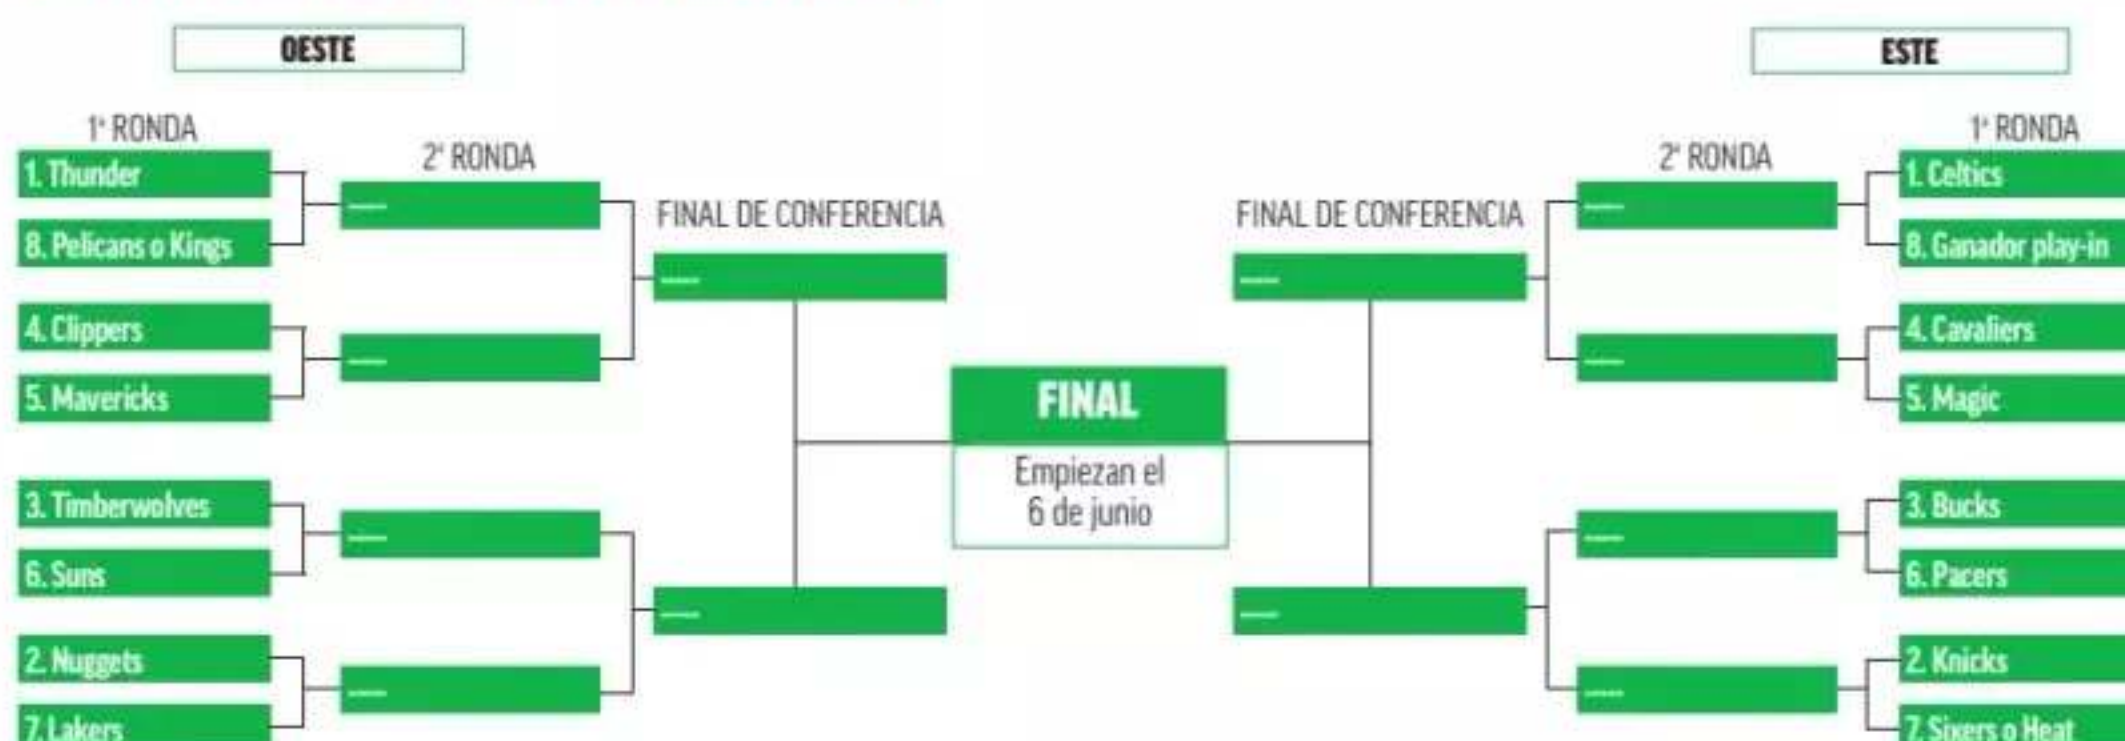 OESTE
ESTE
1ª RONDA
2ª RONDA
FINAL DE CONFERENCIA
1. Thunder
8. Pelicans o Kings
4. Clippers
5. Mavericks
3. Timberwolves
6. Suns
2. Nuggets
7. Lakers
FINAL
Empiezan el
6 de junio
FINAL DE CONFERENCIA
2ª RONDA
1ª RONDA
1. Celtics
8. Ganador play-in
4. Cavaliers
5. Magic
3. Bucks
6. Pacers
2. Knicks
7. Sixers o Heat